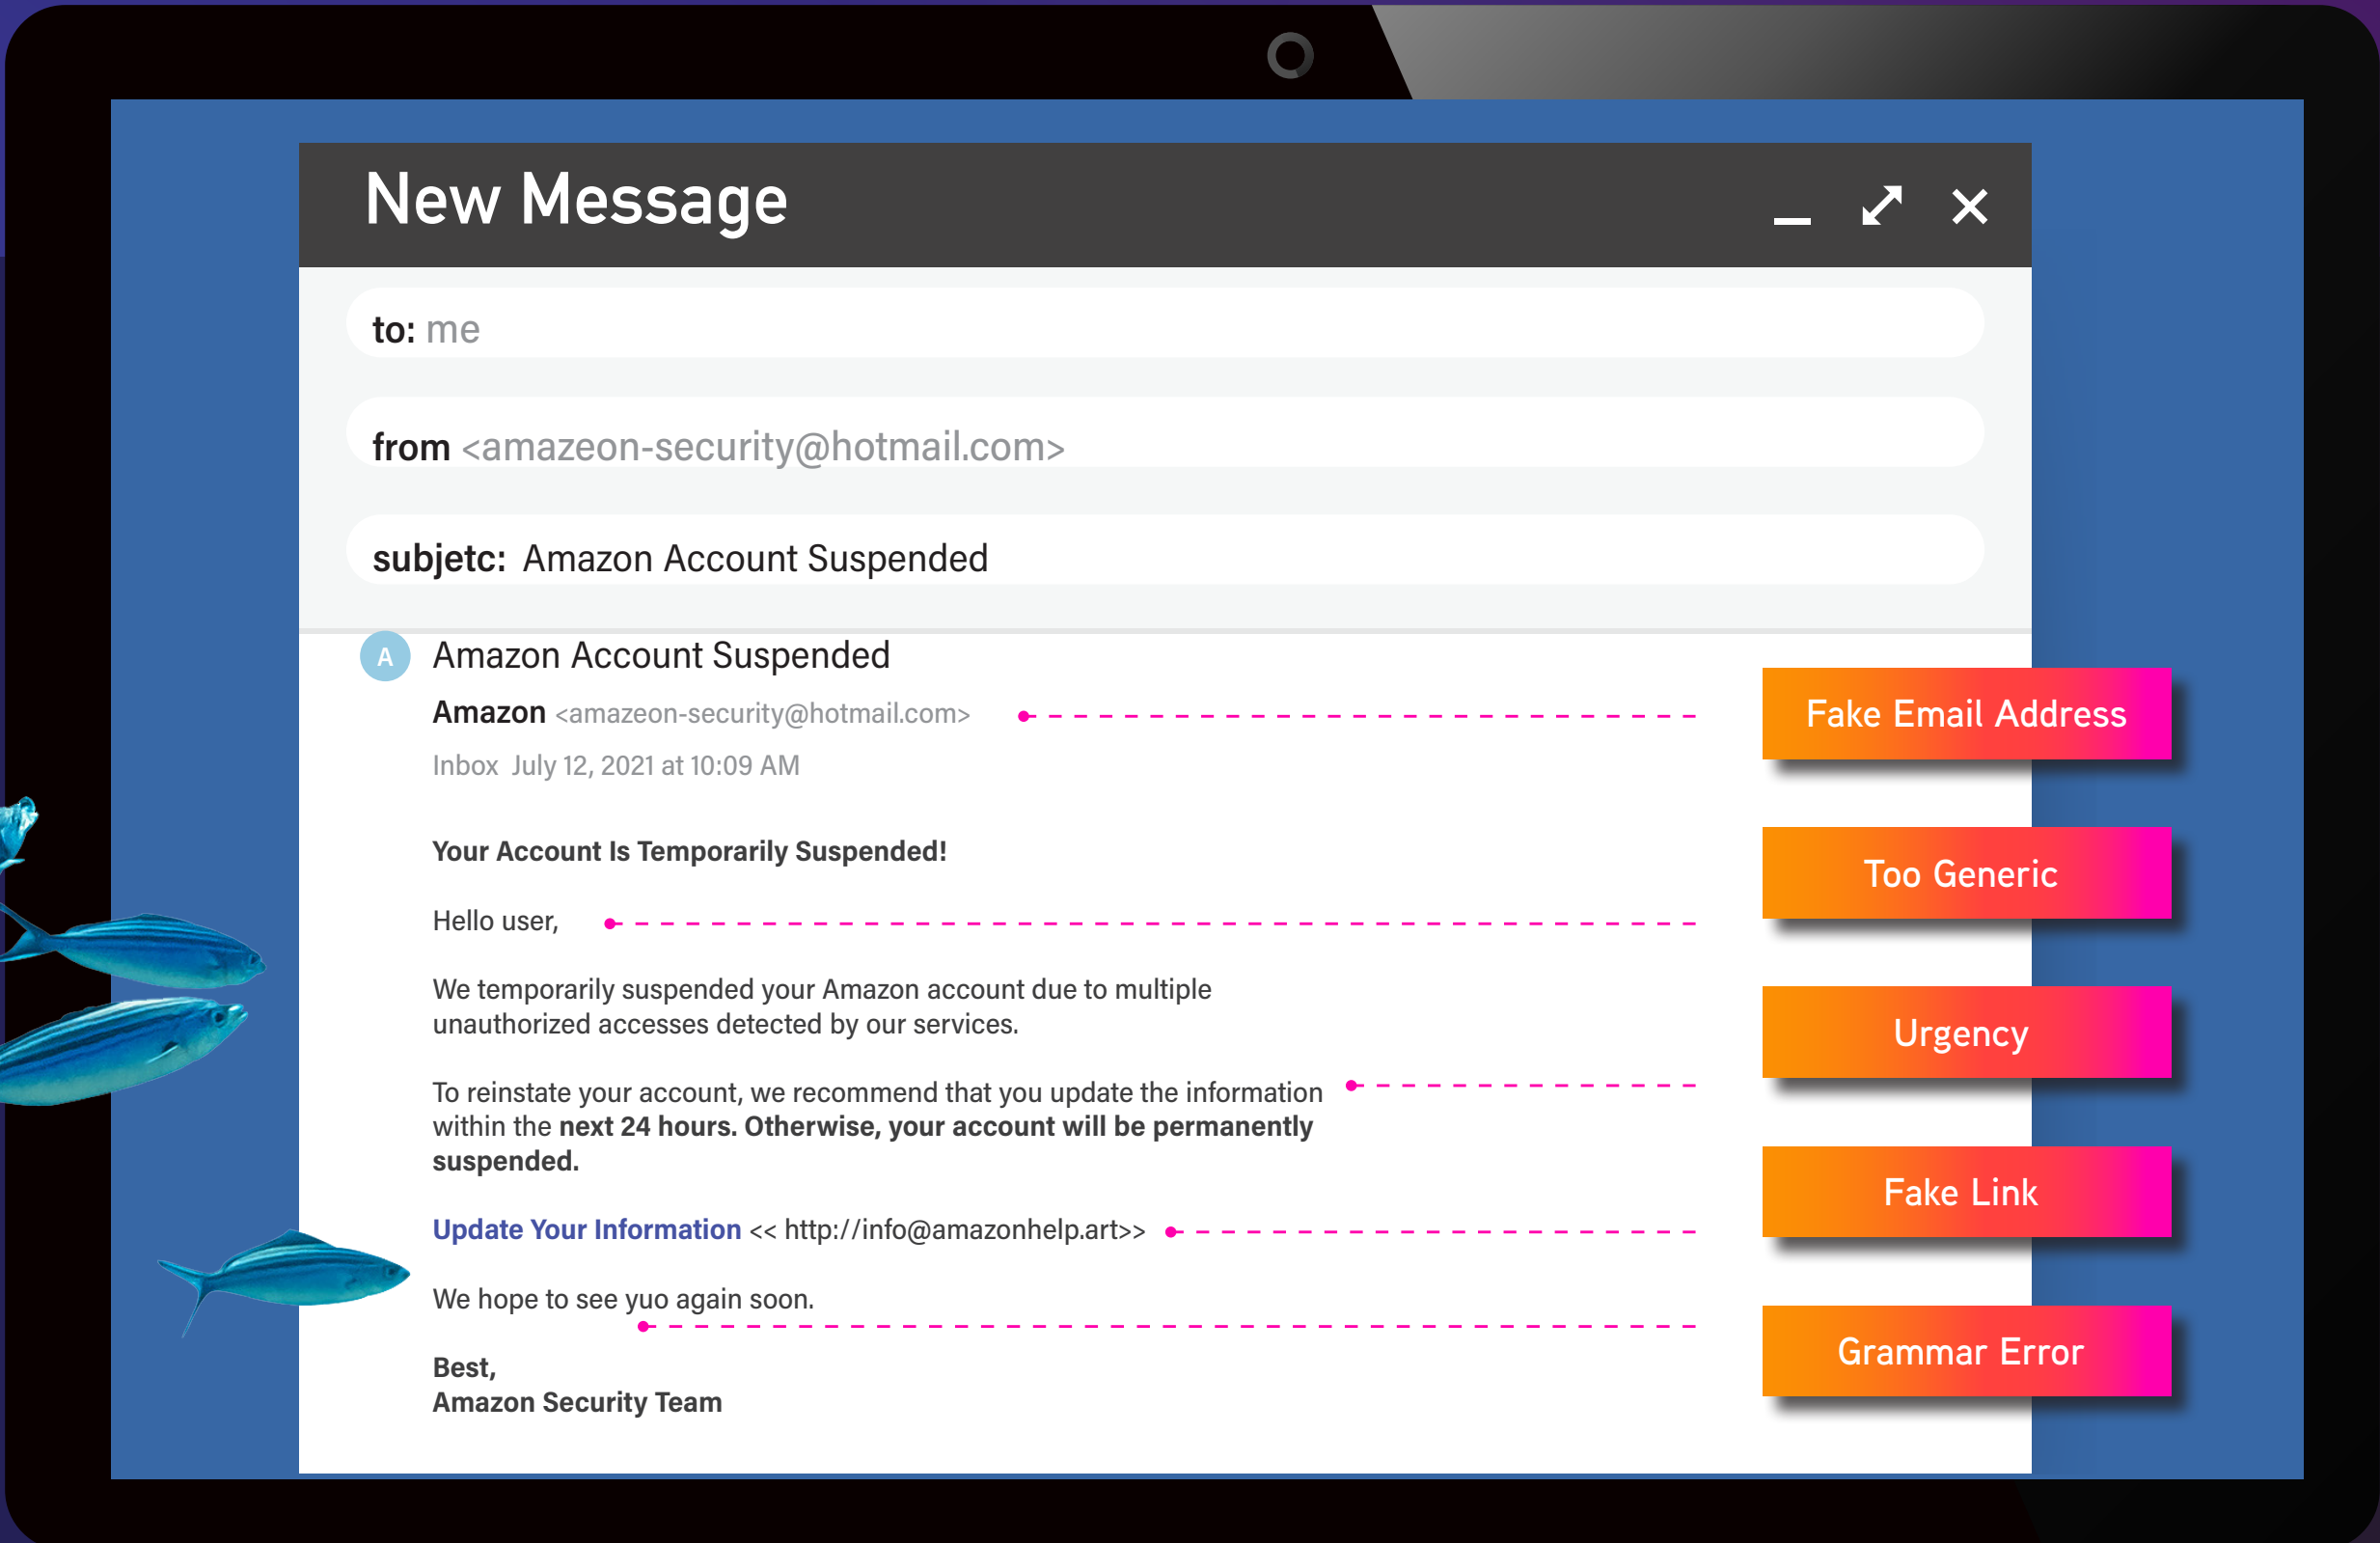 New Message
to: me
from <amazeon-security@hotmail.com>
subjetc: Amazon Account Suspended
A Amazon Account Suspended
Amazon <amazeon-security@hotmail.com>
Fake Email Address
Inbox July 12, 2021 at 10:09 AM
Your Account Is Temporarily Suspended!
Too Generic
Hello user,
We temporarily suspended your Amazon account due to multiple
unauthorized accesses detected by our services.
Urgency
To reinstate your account, we recommend that you update the information
within the next 24 hours. Otherwise, your account will be permanently
suspended.
Fake Link
Update Your Information << http://info@amazonhelp.art>>
We hope to see yuo again soon.
Grammar Error
Best,
Amazon Security Team